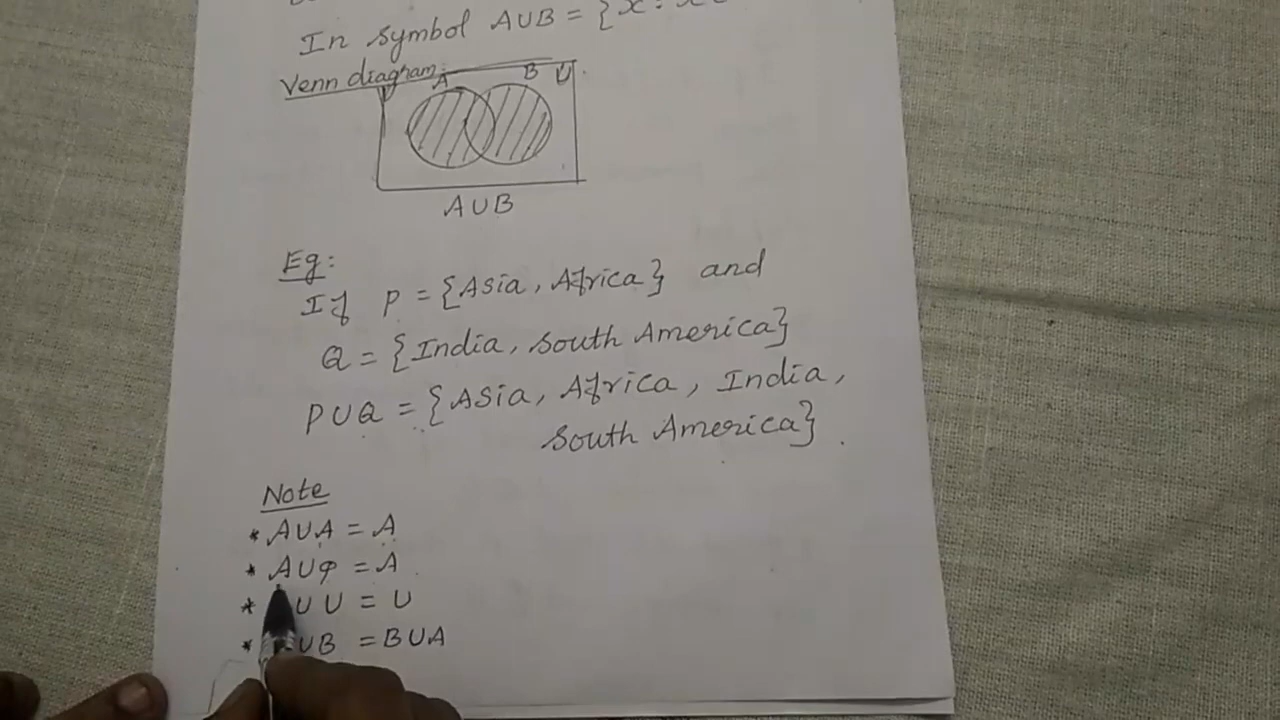 In symbol AUB = {x: x
Venn diagram:
A B U
AUB
Eg:
If P = {Asia, Africa} and
Q = {India, South America}
PUQ = {Asia, Africa, India,
South America}.
Note
* AUA = A
* AUφ = A
* UU = U
* UB = BUA